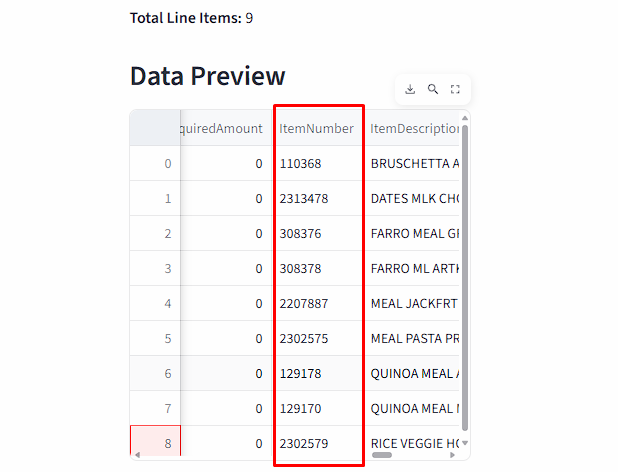 Total Line Items: 9
Data Preview
quiredAmount ItemNumber ItemDescription
0 0 110368 BRUSCHETTA A
1 0 2313478 DATES MLK CHO
2 0 308376 FARRO MEAL GR
3 0 308378 FARRO ML ARTK
4 0 2207887 MEAL JACKFRT
5 0 2302575 MEAL PASTA PR
6 0 129178 QUINOA MEAL A
7 0 129170 QUINOA MEAL
8 0 2302579 RICE VEGGIE HO